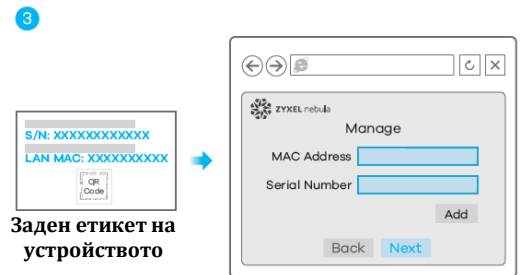 3
S/N: XXXXXXXXXXXX
LAN MAC: XXXXXXXXXX
QR
Code
Заден етикет на
устройството
ZYXEL nebula
Manage
MAC Address
Serial Number
Add
Back Next